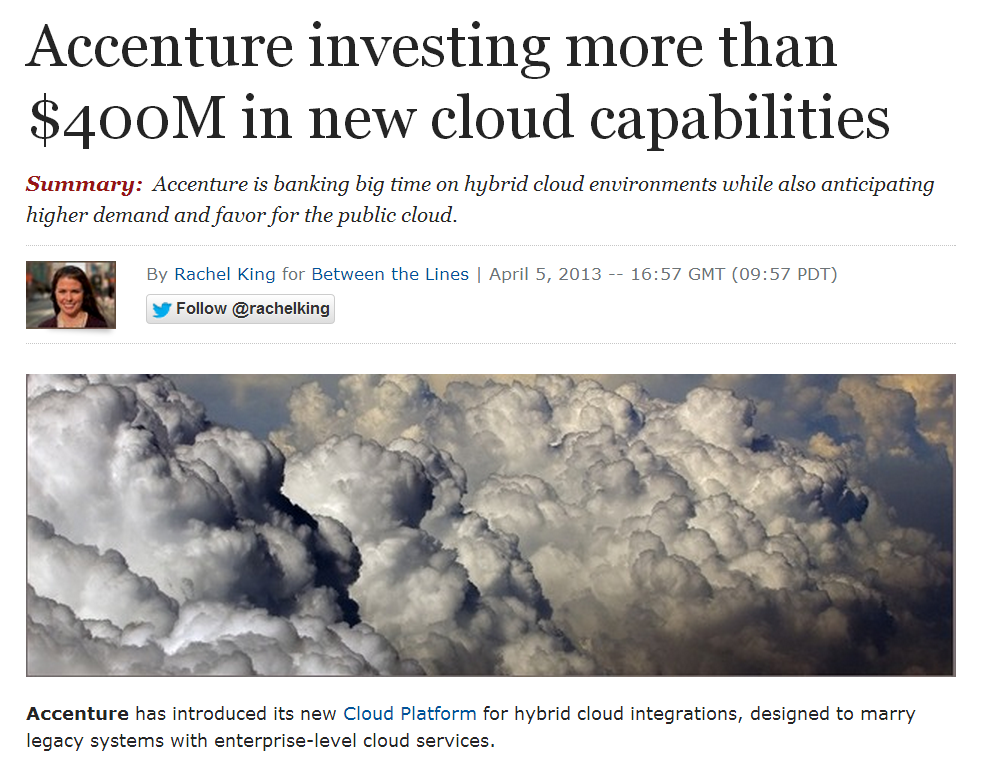 Accenture investing more than
$400M in new cloud capabilities
Summary: Accenture is banking big time on hybrid cloud environments while also anticipating
higher demand and favor for the public cloud.
By Rachel King for Between the Lines | April 5, 2013 -- 16:57 GMT (09:57 PDT)
Follow @rachelking
Accenture has introduced its new Cloud Platform for hybrid cloud integrations, designed to marry
legacy systems with enterprise-level cloud services.